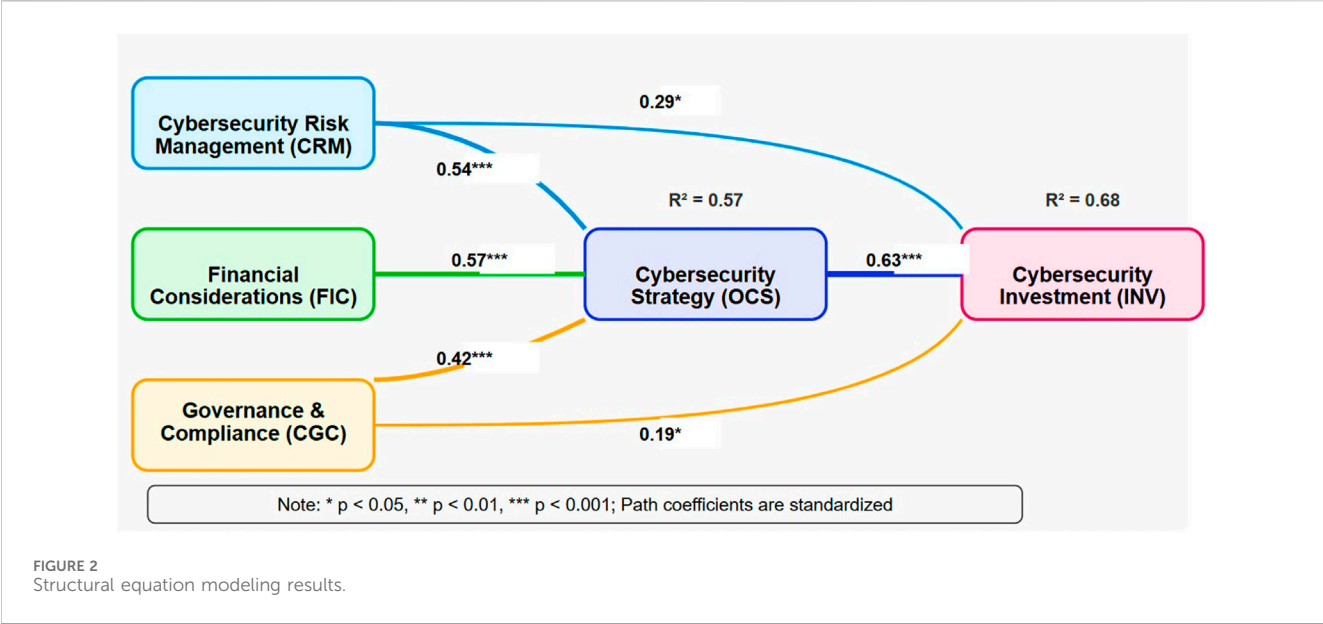 0.29*
Cybersecurity Risk
Management (CRM)
0.54***
R² = 0.57
R² = 0.68
0.57***
0.63***
Financial
Considerations (FIC)
Cybersecurity
Strategy (OCS)
Cybersecurity
Investment (INV)
0.42***
Governance &
Compliance (CGC)
0.19*
Note: * p < 0.05, ** p < 0.01, *** p < 0.001; Path coefficients are standardized
FIGURE 2
Structural equation modeling results.